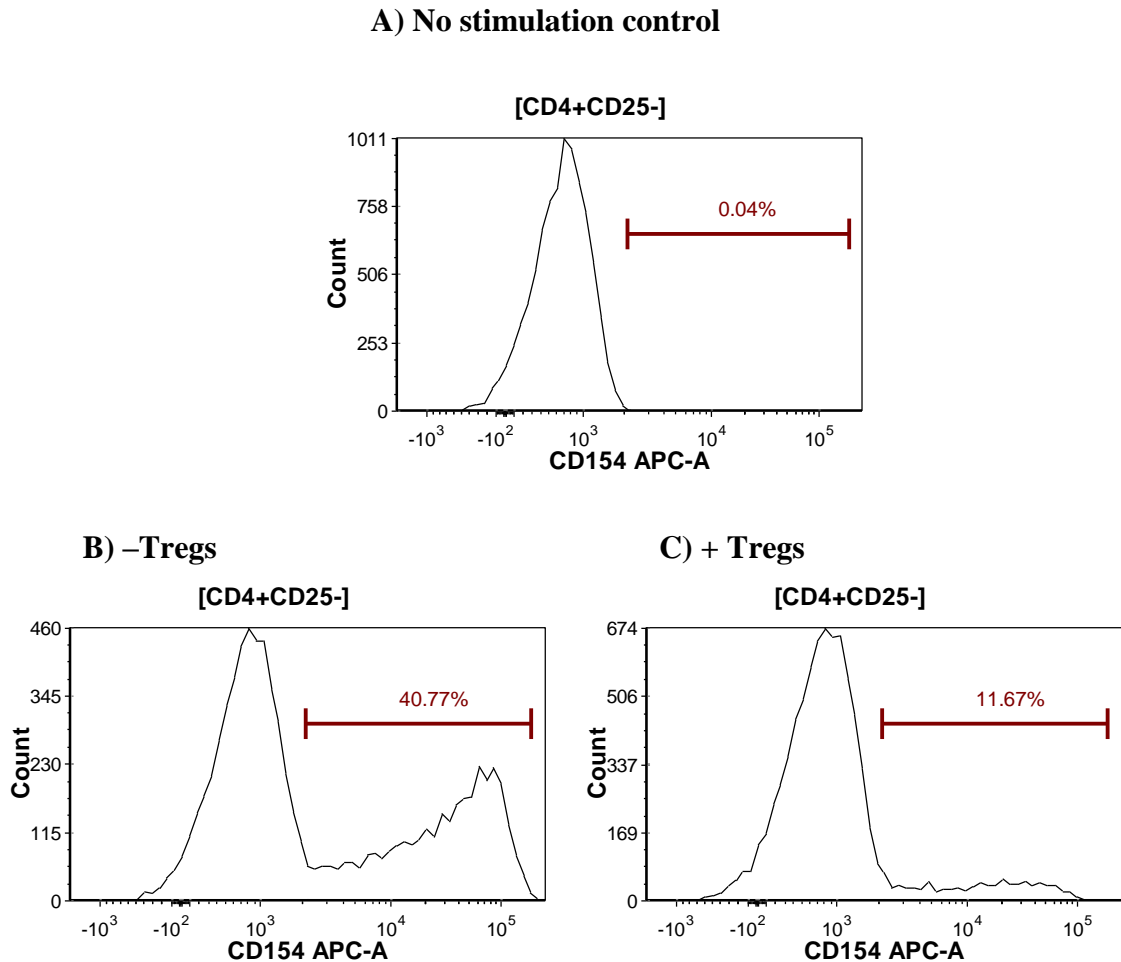 A) No stimulation control
[CD4+CD25-]
1011
758
506
253
0
Count
0.04%
-10³ -10² 10³ 10⁴ 10⁵
CD154 APC-A
B) –Tregs
[CD4+CD25-]
460
345
230
115
0
Count
40.77%
-10³ -10² 10³ 10⁴ 10⁵
CD154 APC-A
C) + Tregs
[CD4+CD25-]
674
506
337
169
0
Count
11.67%
-10³ -10² 10³ 10⁴ 10⁵
CD154 APC-A